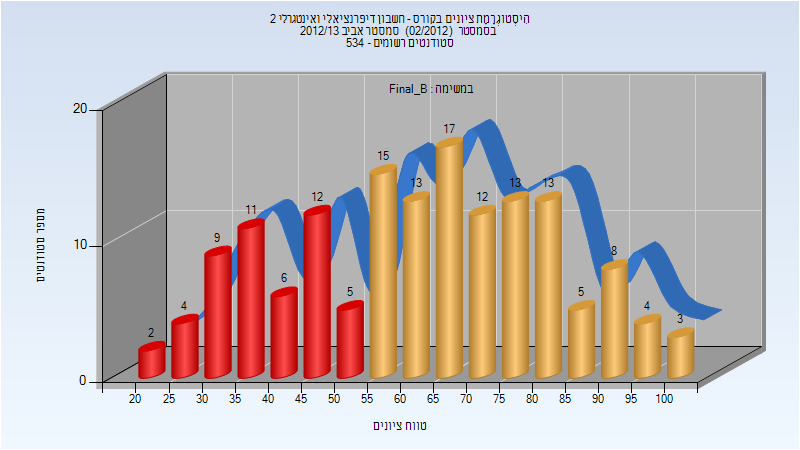 הִיסטוֹגרַמַת ציונים בקורס - חשבון דיפרנציאלי ואינטגרלי 2
בסמסטר (02/2012) סמסטר אביב 2012/13
סטודנטים רשומים - 534
במשימה : Final_B
מספר סטודנטים
20
10
0
2
4
9
11
6
12
5
15
13
17
12
13
13
5
8
4
3
20 25 30 35 40 45 50 55 60 65 70 75 80 85 90 95 100
טווח ציונים